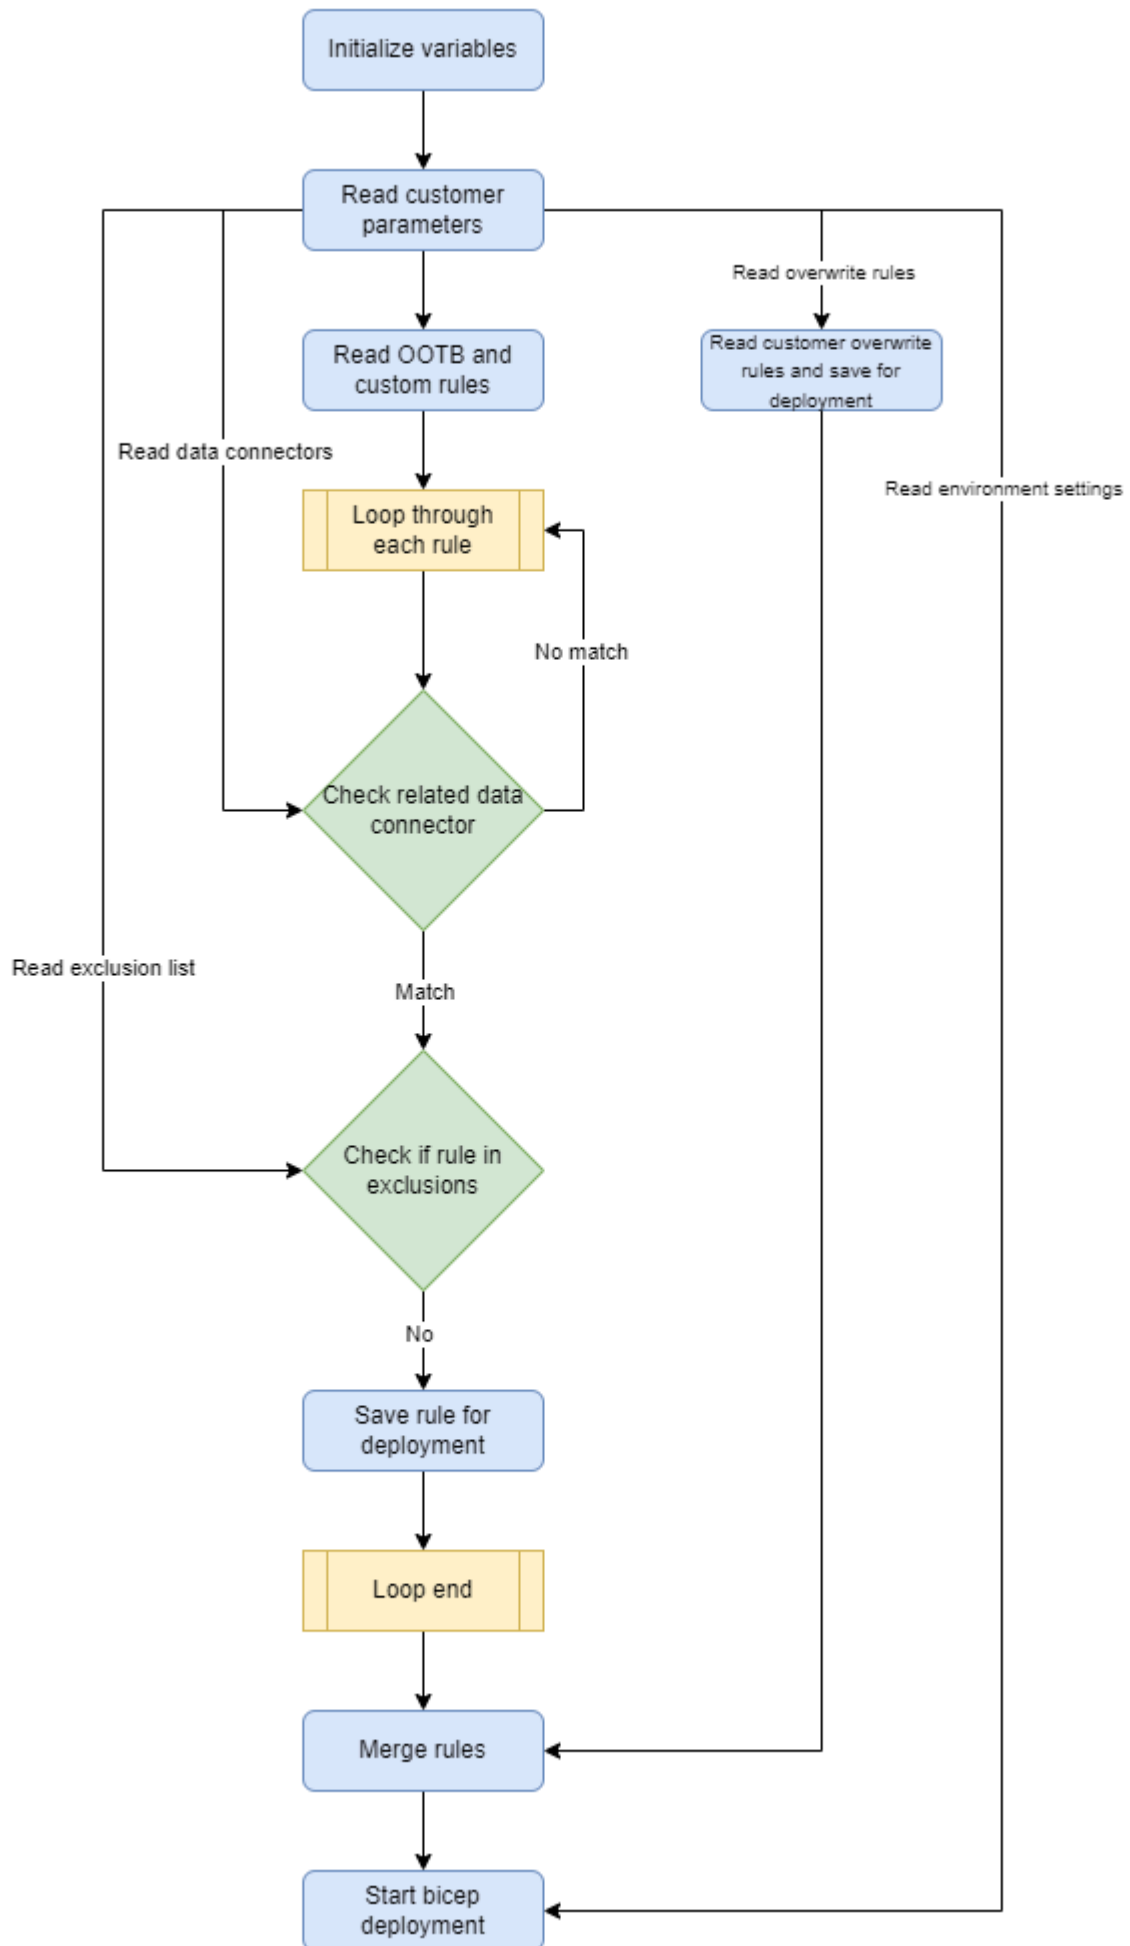 Initialize variables
Read customer
parameters
Read overwrite rules
Read OOTB and
custom rules
Read customer overwrite
rules and save for
deployment
Read data connectors
Read environment settings
Loop through
each rule
No match
Check related data
connector
Read exclusion list
Match
Check if rule in
exclusions
No
Save rule for
deployment
Loop end
Merge rules
Start bicep
deployment